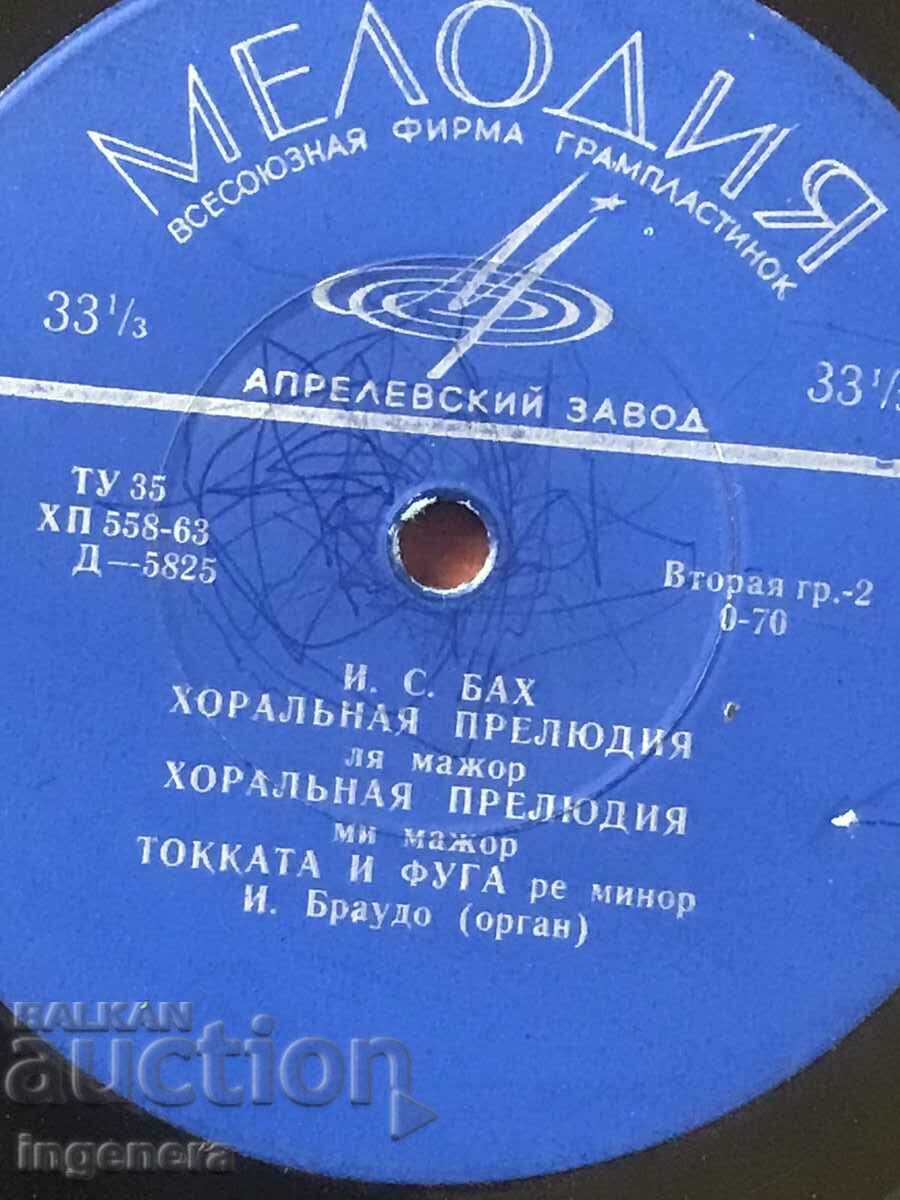 МЕЛОДИЯ
ВСЕСОЮЗНАЯ ФИРМА ГРАМПЛАСТИНОК
33 1/3
33 1/3
АПРЕЛЕВСКИЙ ЗАВОД
ТУ 35
ХП 558-63
Д—5825
Вторая гр.-2
0-70
И. С. БАХ
ХОРАЛЬНАЯ ПРЕЛЮДИЯ
ля мажор
ХОРАЛЬНАЯ ПРЕЛЮДИЯ
ми мажор
ТОККАТА И ФУГА ре минор
И. Браудо (орган)
BALKAN
auction
ingenera